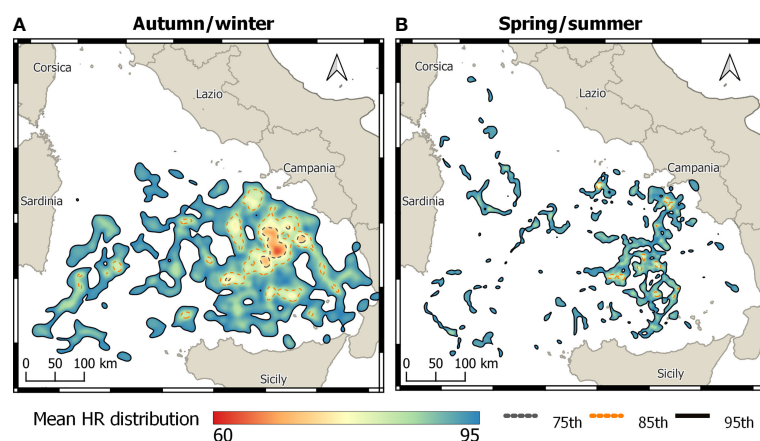 A Autumn/winter
B Spring/summer
Corsica
Lazio
Campania
Sardinia
Sicily
0 50 100 km
Corsica
Lazio
Campania
Sardinia
Sicily
0 50 100 km
Mean HR distribution
60 95
75th 85th 95th